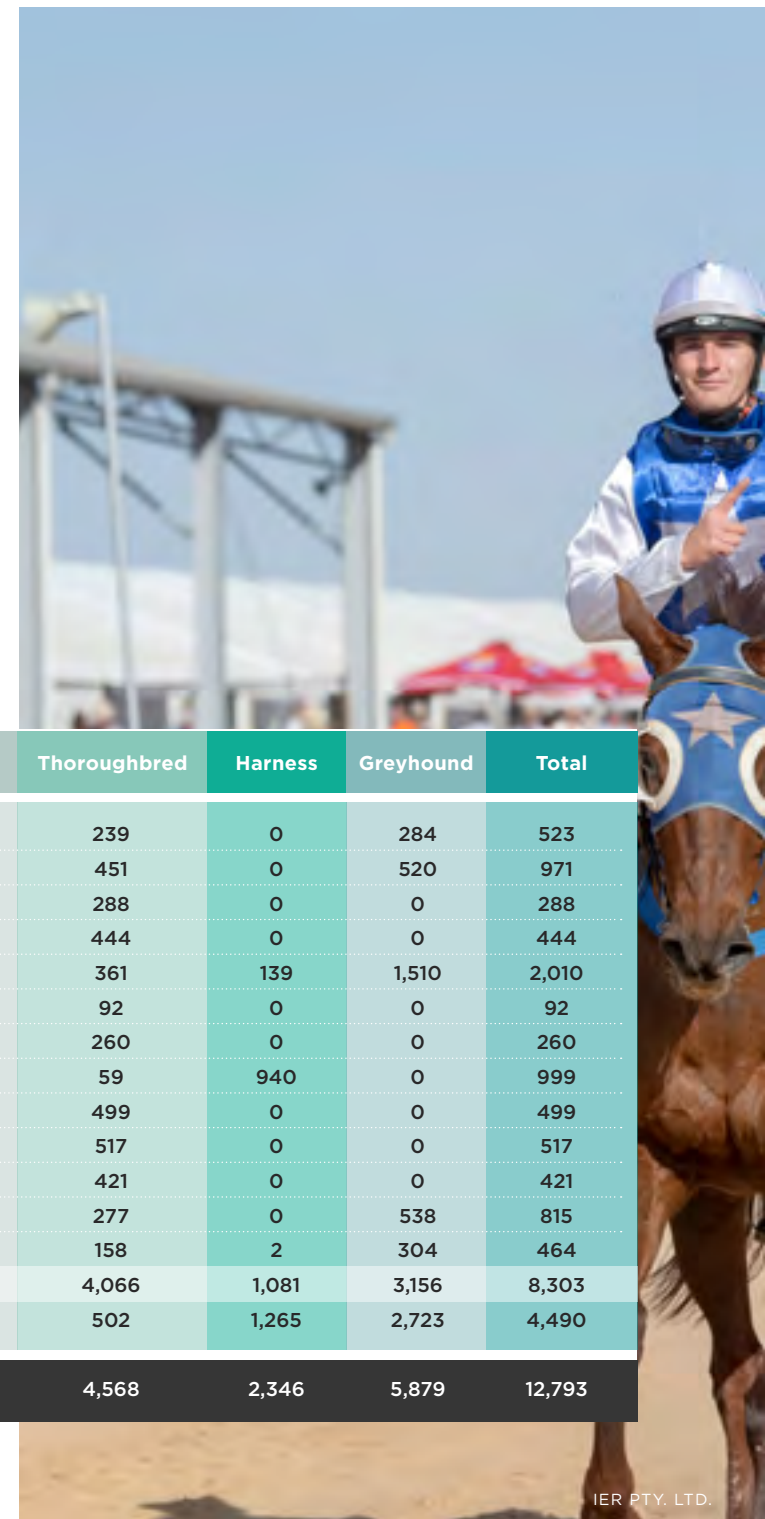 Thoroughbred Harness Greyhound Total
239 0 284 523
451 0 520 971
288 0 0 288
444 0 0 444
361 139 1,510 2,010
92 0 0 92
260 0 0 260
59 940 0 999
499 0 0 499
517 0 0 517
421 0 0 421
277 0 538 815
158 2 304 464
4,066 1,081 3,156 8,303
502 1,265 2,723 4,490
4,568 2,346 5,879 12,793
IER PTY. LTD.